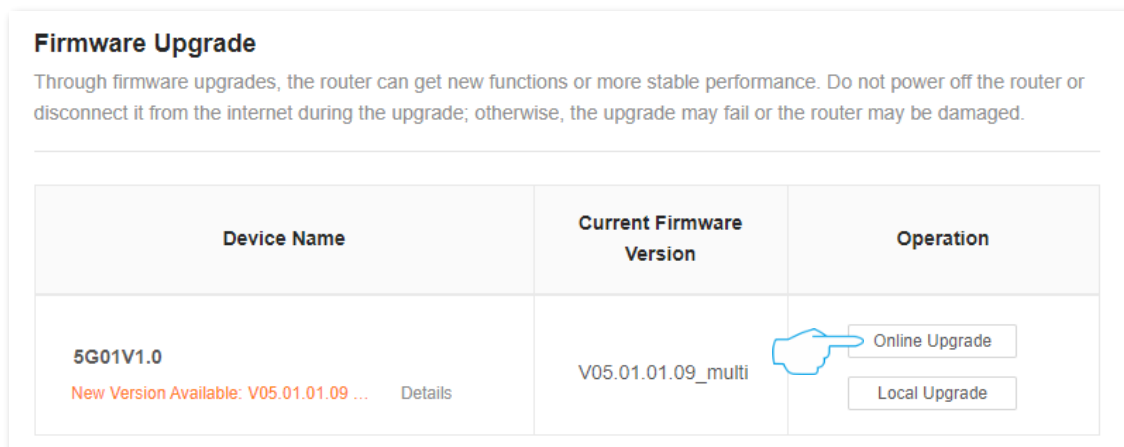 Firmware Upgrade
Through firmware upgrades, the router can get new functions or more stable performance. Do not power off the router or
disconnect it from the internet during the upgrade; otherwise, the upgrade may fail or the router may be damaged.
Device Name
Current Firmware
Version
Operation
5G01V1.0
New Version Available: V05.01.01.09 ... Details
V05.01.01.09_multi
Online Upgrade
Local Upgrade